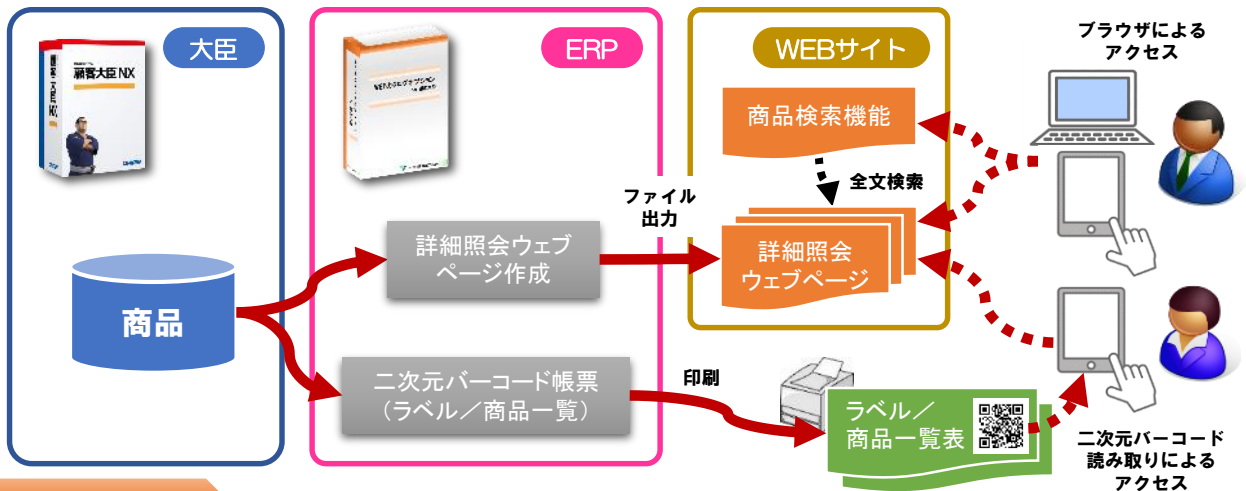 大臣
顧客大臣NX
商品
ERP
詳細照会ウェブ
ページ作成
二次元バーコード帳票
(ラベル/商品一覧)
ファイル
出力
印刷
WEBサイト
商品検索機能
全文検索
詳細照会
ウェブページ
ラベル/
商品一覧表
ブラウザによる
アクセス
二次元バーコード
読み取りによる
アクセス